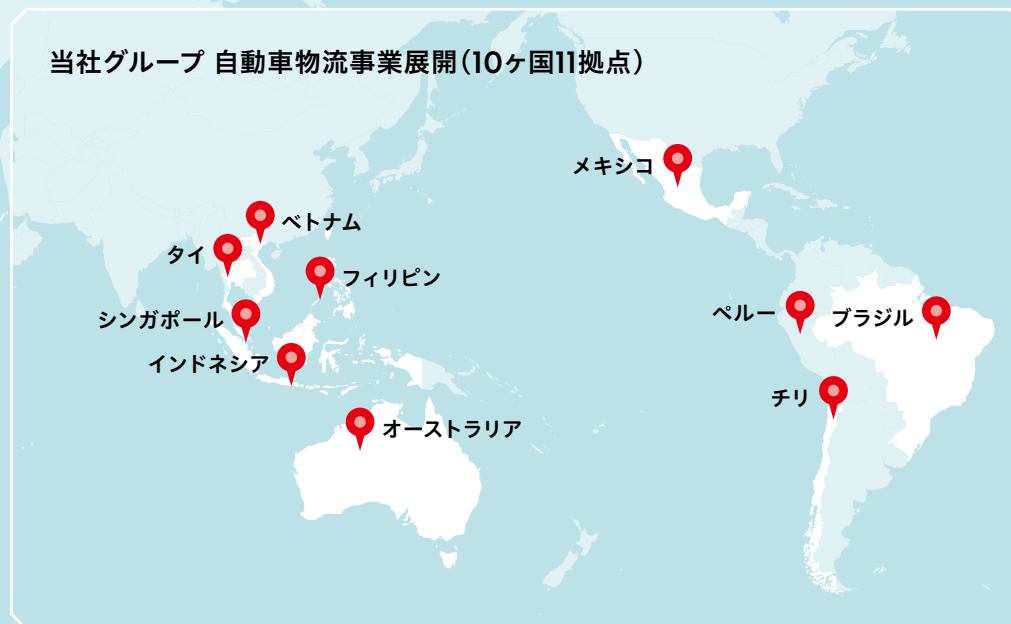 当社グループ 自動車物流事業展開（10ヶ国11拠点）
メキシコ
ベトナム
タイ
フィリピン
シンガポール
ペルー
ブラジル
インドネシア
チリ
オーストラリア